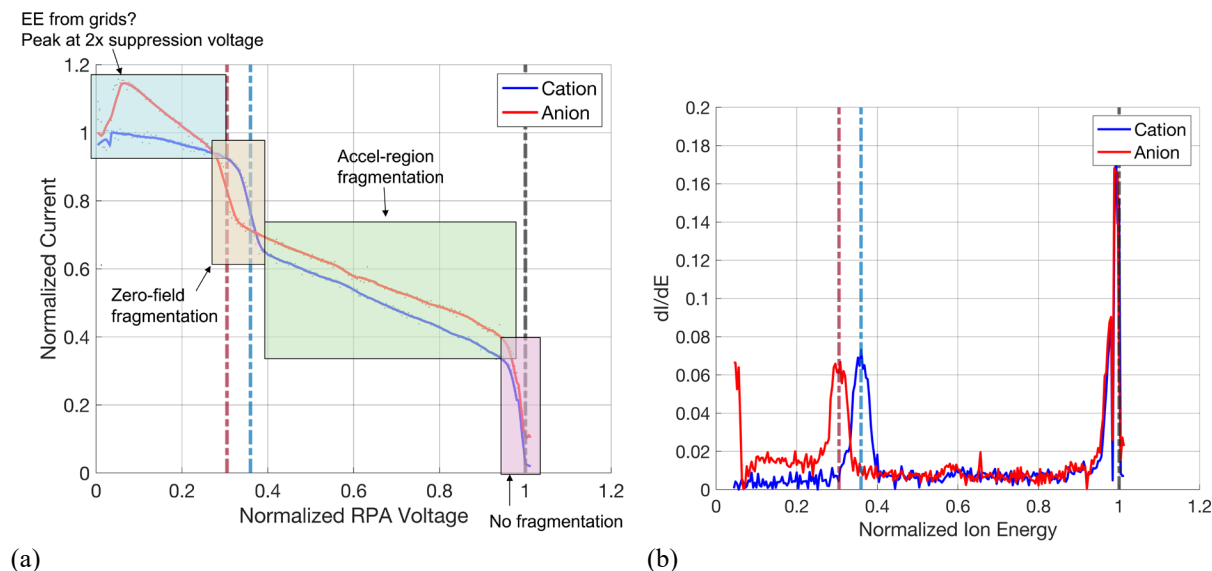 EE from grids?
Peak at 2x suppression voltage
1.2
1
0.8
0.6
0.4
0.2
0
Normalized Current
Cation
Anion
Accel-region
fragmentation
Zero-field
fragmentation
No fragmentation
0 0.2 0.4 0.6 0.8 1 1.2
Normalized RPA Voltage
(a)
0.2
0.18
0.16
0.14
0.12
0.1
0.08
0.06
0.04
0.02
0
dI/dE
Cation
Anion
0 0.2 0.4 0.6 0.8 1 1.2
Normalized Ion Energy
(b)